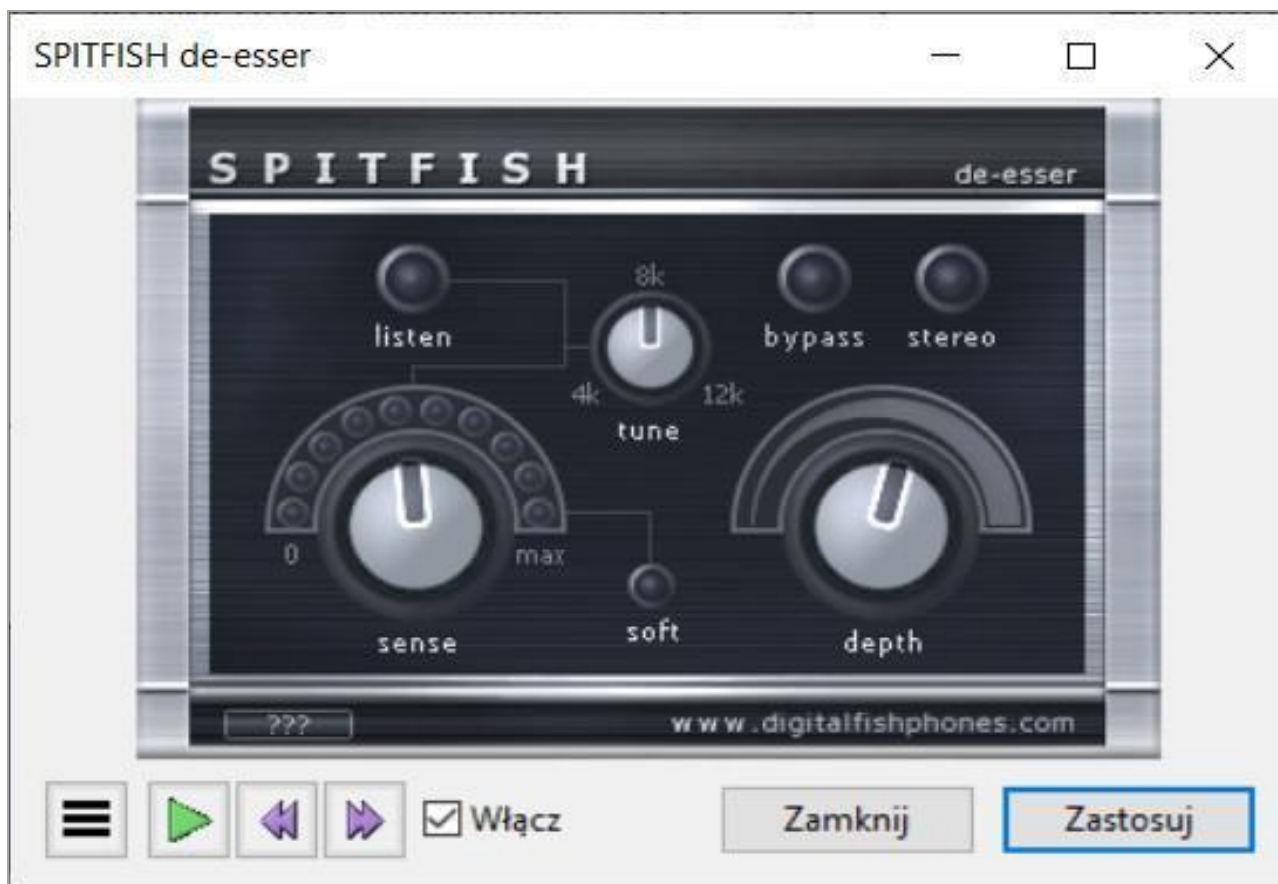 SPITFISH de-esser
SPITFISH de-esser
8k
listen bypass stereo
4k 12k
tune
0 max
sense soft depth
??? www.digitalfishphones.com
Włącz Zamknij Zastosuj